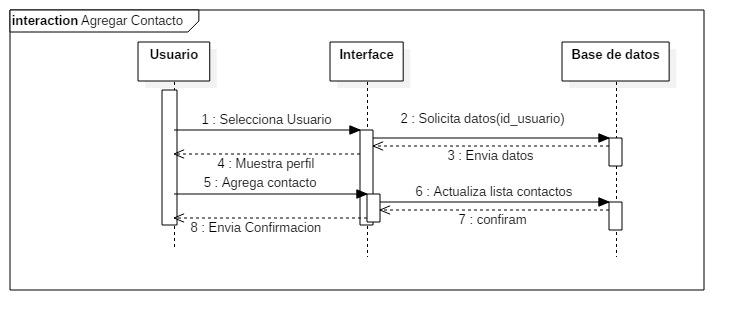 interaction Agregar Contacto
Usuario
Interface
Base de datos
1 : Selecciona Usuario
2 : Solicita datos(id_usuario)
3 : Envia datos
4 : Muestra perfil
5 : Agrega contacto
6 : Actualiza lista contactos
7 : confiram
8 : Envia Confirmacion